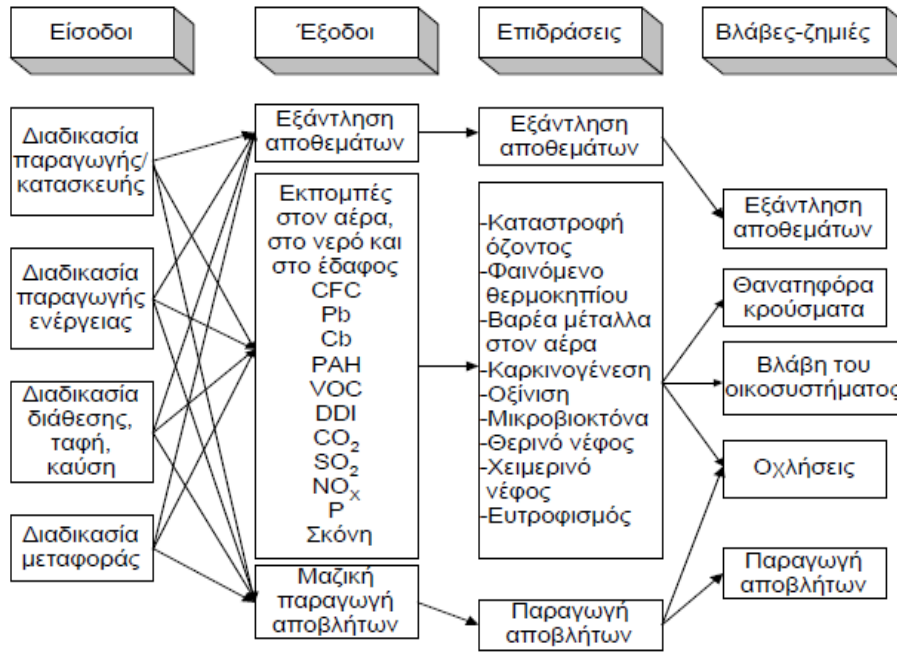 Είσοδοι
Έξοδοι
Επιδράσεις
Βλάβες-ζημιές
Διαδικασία
παραγωγής/
κατασκευής
Διαδικασία
παραγωγής
ενέργειας
Διαδικασία
διάθεσης,
ταφή,
καύση
Διαδικασία
μεταφοράς
Εξάντληση
αποθεμάτων
Εκπομπές
στον αέρα,
στο νερό και
στο έδαφος
CFC
Pb
Cb
PAH
VOC
DDI
CO₂
SO₂
NOₓ
P
Σκόνη
Μαζική
παραγωγή
αποβλήτων
Εξάντληση
αποθεμάτων
-Καταστροφή
όζοντος
-Φαινόμενο
θερμοκηπίου
-Βαρέα μέταλλα
στον αέρα
-Καρκινογένεση
-Οξίνιση
-Μικροβιοκτόνα
-Θερινό νέφος
-Χειμερινό
νέφος
-Ευτροφισμός
Παραγωγή
αποβλήτων
Εξάντληση
αποθεμάτων
Θανατηφόρα
κρούσματα
Βλάβη του
οικοσυστήματος
Οχλήσεις
Παραγωγή
αποβλήτων